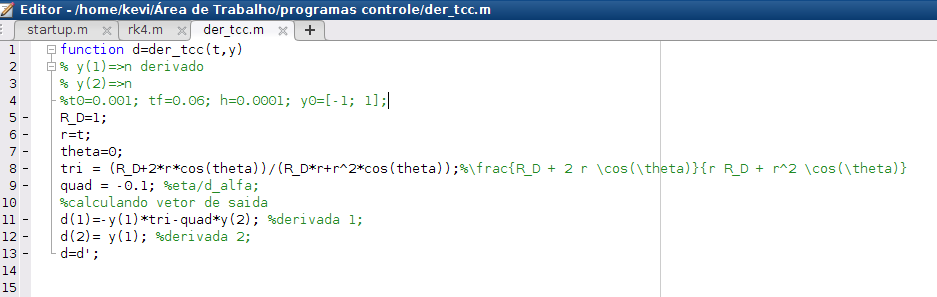 Editor - /home/kevi/Área de Trabalho/programas controle/der_tcc.m
startup.m rk4.m der_tcc.m
1 function d=der_tcc(t,y)
2 % y(1)=>n derivado
3 % y(2)=>n
4 %t0=0.001; tf=0.06; h=0.0001; y0=[-1; 1];
5 - R_D=1;
6 - r=t;
7 - theta=0;
8 - tri = (R_D+2*r*cos(theta))/(R_D*r+r^2*cos(theta));%\frac{R_D + 2 r \cos(\theta)}{r R_D + r^2 \cos(\theta)}
9 - quad = -0.1; %eta/d_alfa;
10 %calculando vetor de saida
11 - d(1)=-y(1)*tri-quad*y(2); %derivada 1;
12 - d(2)= y(1); %derivada 2;
13 - d=d';
14
15